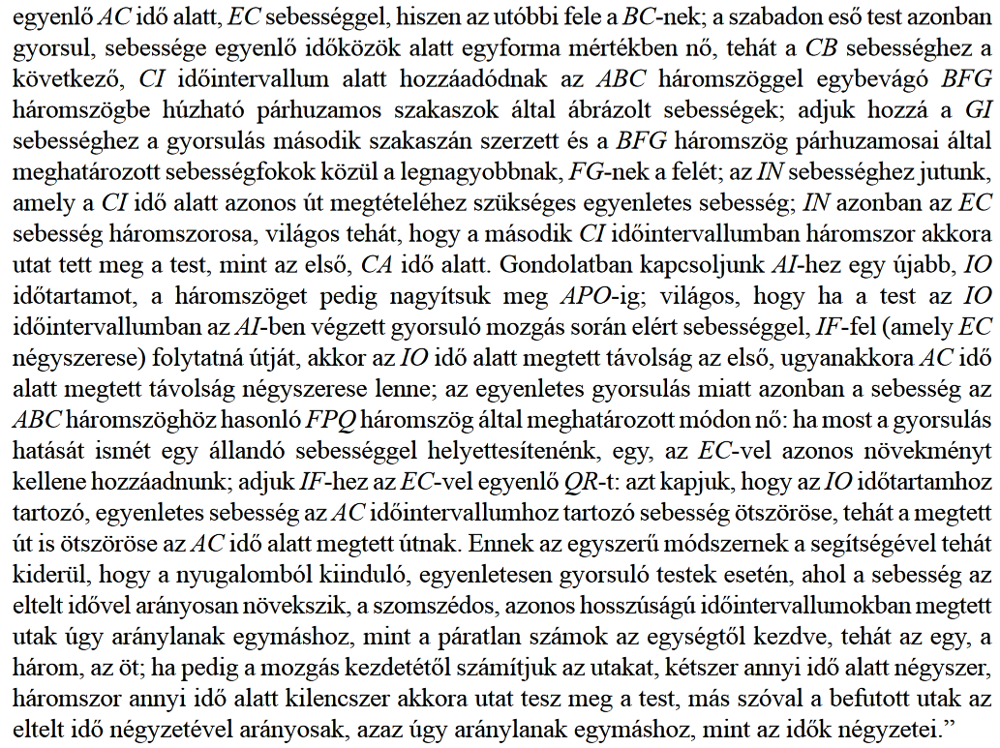 egyenlő AC idő alatt, EC sebességgel, hiszen az utóbbi fele a BC-nek; a szabadon eső test azonban
gyorsul, sebessége egyenlő időközök alatt egyforma mértékben nő, tehát a CB sebességhez a
következő, CI időintervallum alatt hozzáadódnak az ABC háromszöggel egybevágó BFG
háromszögbe húzható párhuzamos szakaszok által ábrázolt sebességek; adjuk hozzá a GI
sebességhez a gyorsulás második szakaszán szerzett és a BFG háromszög párhuzamosai által
meghatározott sebességfokok közül a legnagyobbnak, FG-nek a felét; az IN sebességhez jutunk,
amely a CI idő alatt azonos út megtételéhez szükséges egyenletes sebesség; IN azonban az EC
sebesség háromszorosa, világos tehát, hogy a második CI időintervallumban háromszor akkora
utat tett meg a test, mint az első, CA idő alatt. Gondolatban kapcsoljunk AI-hez egy újabb, IO
időtartamot, a háromszöget pedig nagyítsuk meg APO-ig; világos, hogy ha a test az IO
időintervallumban az AI-ben végzett gyorsuló mozgás során elért sebességgel, IF-fel (amely EC
négyszerese) folytatná útját, akkor az IO idő alatt megtett távolság az első, ugyanakkora AC idő
alatt megtett távolság négyszerese lenne; az egyenletes gyorsulás miatt azonban a sebesség az
ABC háromszöghöz hasonló FPQ háromszög által meghatározott módon nő: ha most a gyorsulás
hatását ismét egy állandó sebességgel helyettesítenénk, egy, az EC-vel azonos növekményt
kellene hozzáadnunk; adjuk IF-hez az EC-vel egyenlő QR-t: azt kapjuk, hogy az IO időtartamhoz
tartozó, egyenletes sebesség az AC időintervallumhoz tartozó sebesség ötszöröse, tehát a megtett
út is ötszöröse az AC idő alatt megtett útnak. Ennek az egyszerű módszernek a segítségével tehát
kiderül, hogy a nyugalomból kiinduló, egyenletesen gyorsuló testek esetén, ahol a sebesség az
eltelt idővel arányosan növekszik, a szomszédos, azonos hosszúságú időintervallumokban megtett
utak úgy aránylanak egymáshoz, mint a páratlan számok az egységtől kezdve, tehát az egy, a
három, az öt; ha pedig a mozgás kezdetétől számítjuk az utakat, kétszer annyi idő alatt négyszer,
háromszor annyi idő alatt kilencszer akkora utat tesz meg a test, más szóval a befutott utak az
eltelt idő négyzetével arányosak, azaz úgy aránylanak egymáshoz, mint az idők négyzetei.”